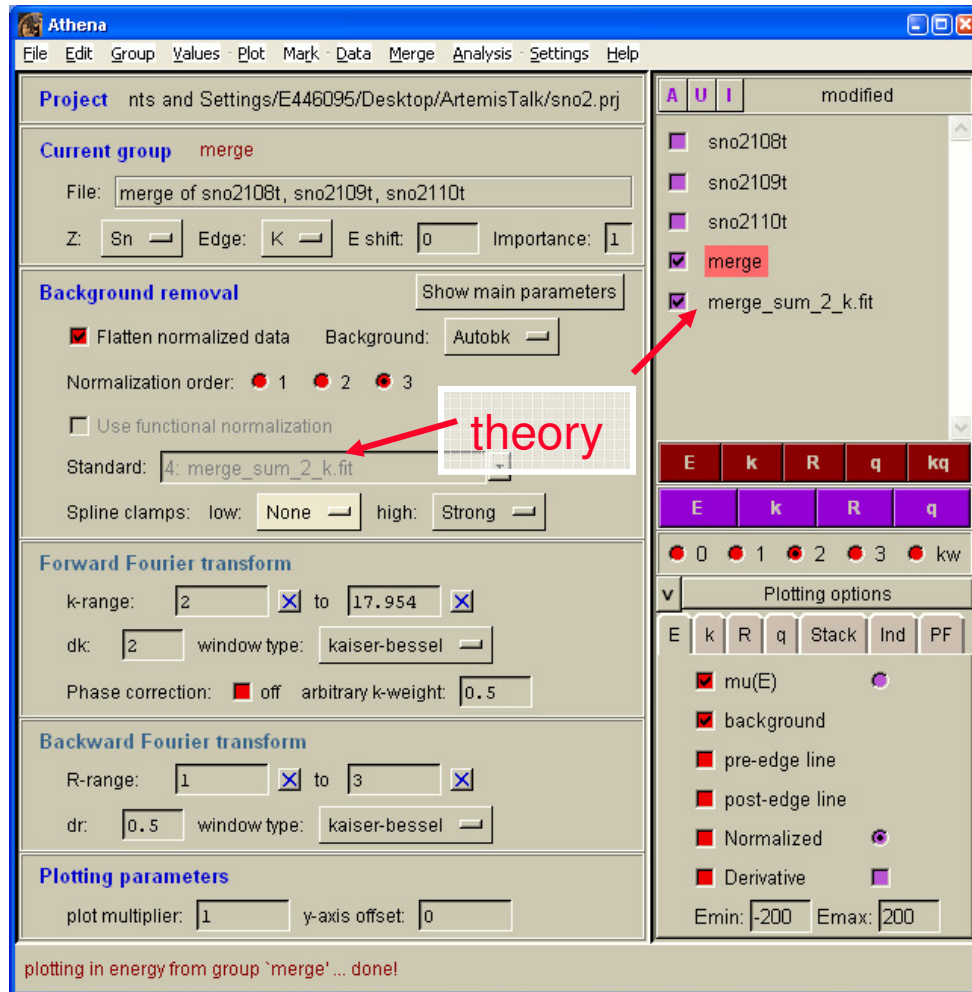 Athena
File Edit Group Values Plot Mark Data Merge Analysis Settings Help
Project nts and Settings/E446095/Desktop/ArtemisTalk/sno2.prj
Current group merge
File: merge of sno2108t, sno2109t, sno2110t
Z: Sn Edge: K E shift: 0 Importance: 1
Background removal Show main parameters
Flatten normalized data Background: Autobk
Normalization order: 1 2 3
Use functional normalization
theory
Standard: 4: merge_sum_2_k.fit
Spline clamps: low: None high: Strong
Forward Fourier transform
k-range: 2 to 17.954
dk: 2 window type: kaiser-bessel
Phase correction: off arbitrary k-weight: 0.5
Backward Fourier transform
R-range: 1 to 3
dr: 0.5 window type: kaiser-bessel
Plotting parameters
plot multiplier: 1 y-axis offset: 0
A U I modified
sno2108t
sno2109t
sno2110t
merge
merge_sum_2_k.fit
E k R q kq
E k R q
0 1 2 3 kw
v Plotting options
E k R q Stack Ind PF
mu(E)
background
pre-edge line
post-edge line
Normalized
Derivative
Emin: -200 Emax: 200
plotting in energy from group `merge' ... done!